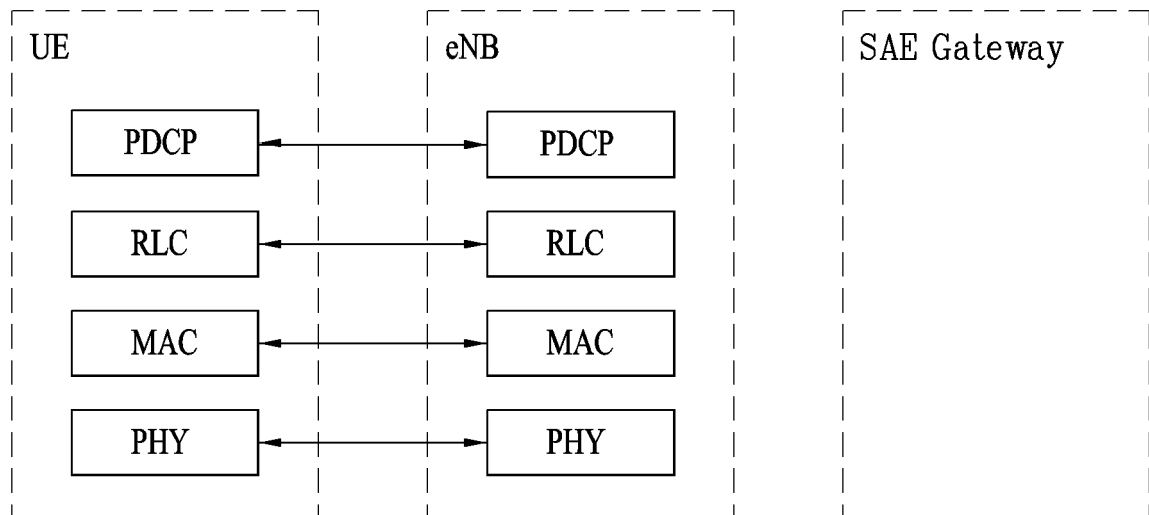 UE
eNB
SAE Gateway
PDCP
PDCP
RLC
RLC
MAC
MAC
PHY
PHY